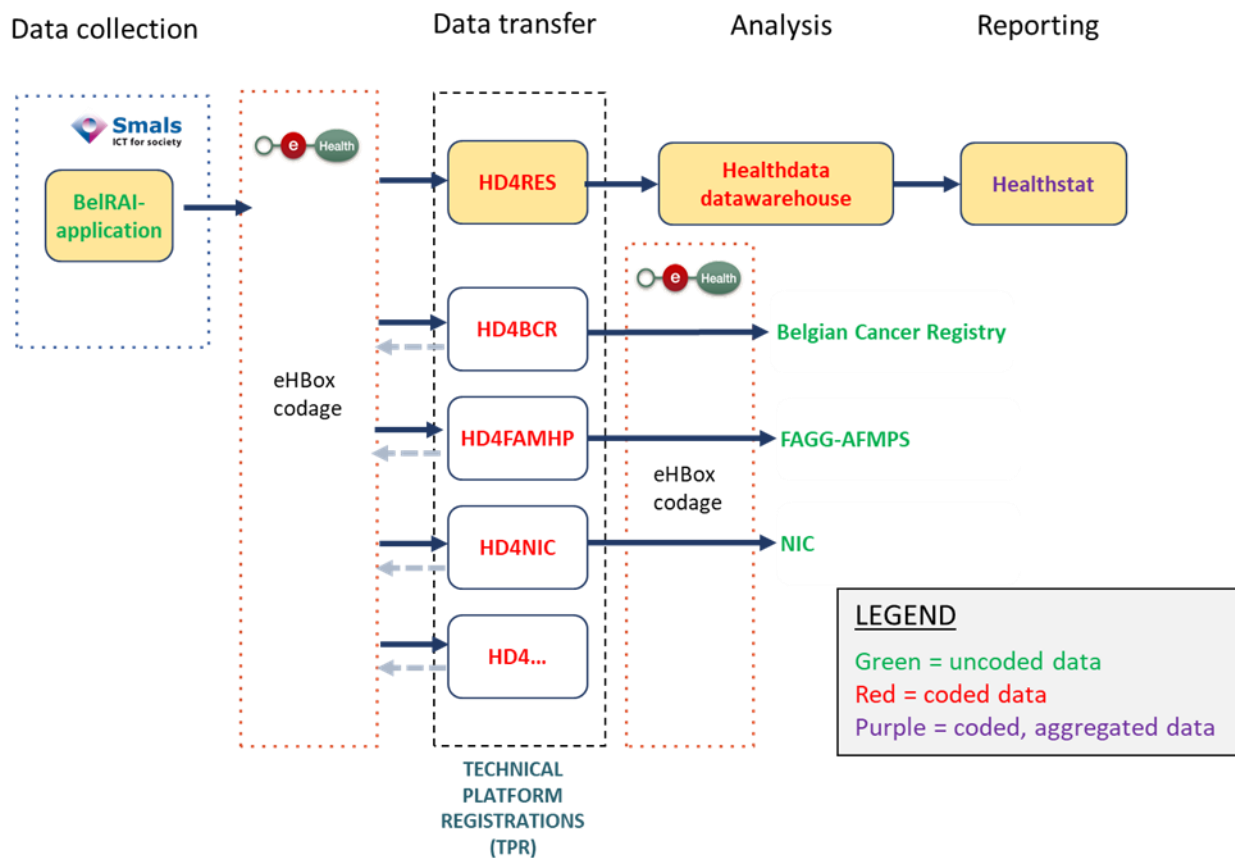 Data collection
Data transfer
Analysis
Reporting
Smals
ICT for society
e
Health
BelRAI-
application
HD4RES
Healthdata
datawarehouse
Healthstat
e
Health
HD4BCR
Belgian Cancer Registry
eHBox
codage
HD4FAMHP
FAGG-AFMPS
eHBox
codage
HD4NIC
NIC
HD4...
LEGEND
Green = uncoded data
Red = coded data
Purple = coded, aggregated data
TECHNICAL
PLATFORM
REGISTRATIONS
(TPR)